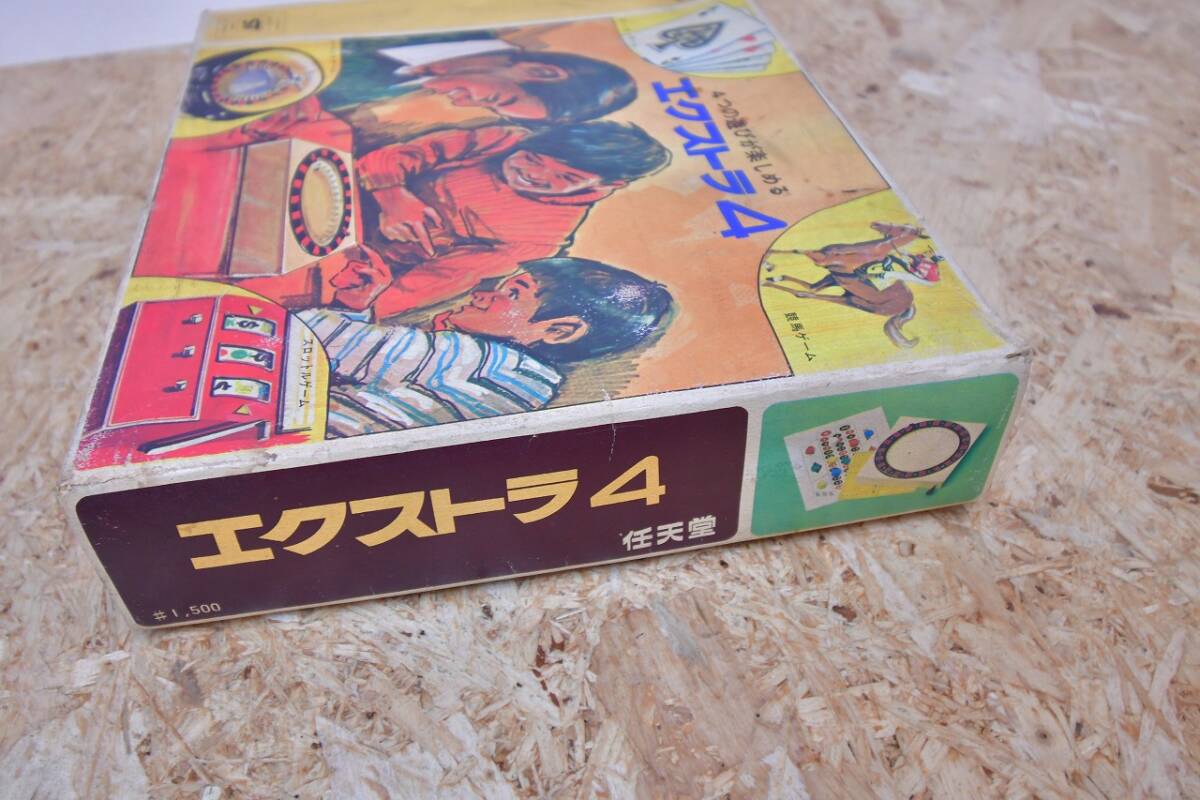 4つの遊びが楽しめる
エクストラ4
競馬ゲーム
スロットルゲーム
エクストラ4
任天堂
#1,500